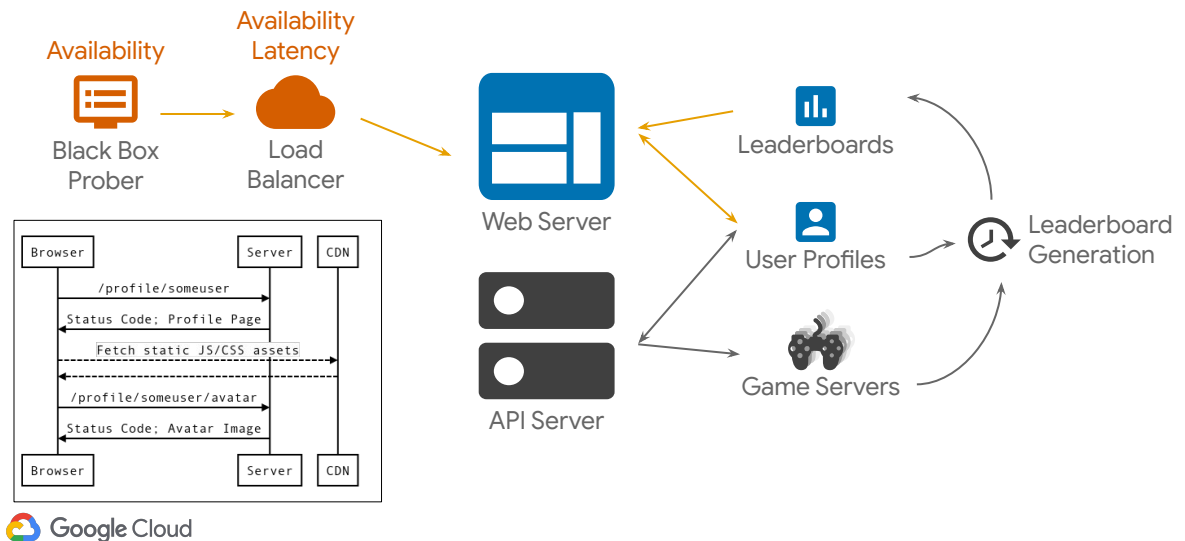 Availability
Availability
Latency
Black Box
Prober
Load
Balancer
Web Server
API Server
Leaderboards
User Profiles
Game Servers
Leaderboard
Generation
Browser
Server
CDN
/profile/someuser
Status Code; Profile Page
Fetch static JS/CSS assets
/profile/someuser/avatar
Status Code; Avatar Image
Browser
Server
CDN
Google Cloud